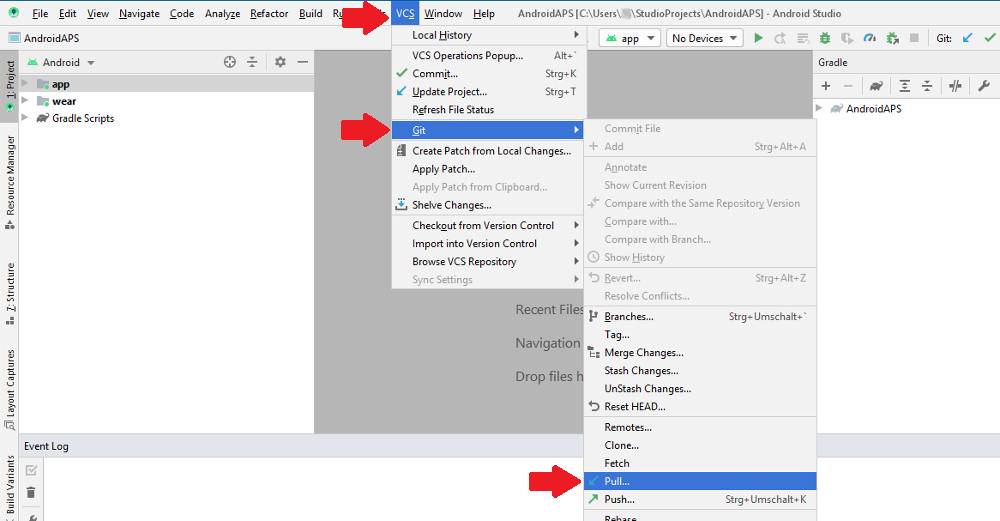 File Edit View Navigate Code Analyze Refactor Build VCS Window Help AndroidAPS [C:\Users\ \StudioProjects\AndroidAPS] - Android Studio
AndroidAPS
app No Devices Git:
1: Project
Resource Manager
Z: Structure
Layout Captures
Build Variants
Android
app
wear
Gradle Scripts
Local History
VCS Operations Popup... Alt+`
Commit... Strg+K
Update Project... Strg+T
Refresh File Status
Git
Create Patch from Local Changes...
Apply Patch...
Apply Patch from Clipboard...
Shelve Changes...
Checkout from Version Control
Import into Version Control
Browse VCS Repository
Sync Settings
Commit File
Add Strg+Alt+A
Annotate
Show Current Revision
Compare with the Same Repository Version
Compare with...
Compare with Branch...
Show History
Revert... Strg+Alt+Z
Resolve Conflicts...
Branches... Strg+Umschalt+`
Tag...
Merge Changes...
Stash Changes...
UnStash Changes...
Reset HEAD...
Remotes...
Clone...
Fetch
Pull...
Push... Strg+Umschalt+K
Rebase
Recent Files
Navigation
Drop files h
Gradle
AndroidAPS
Event Log